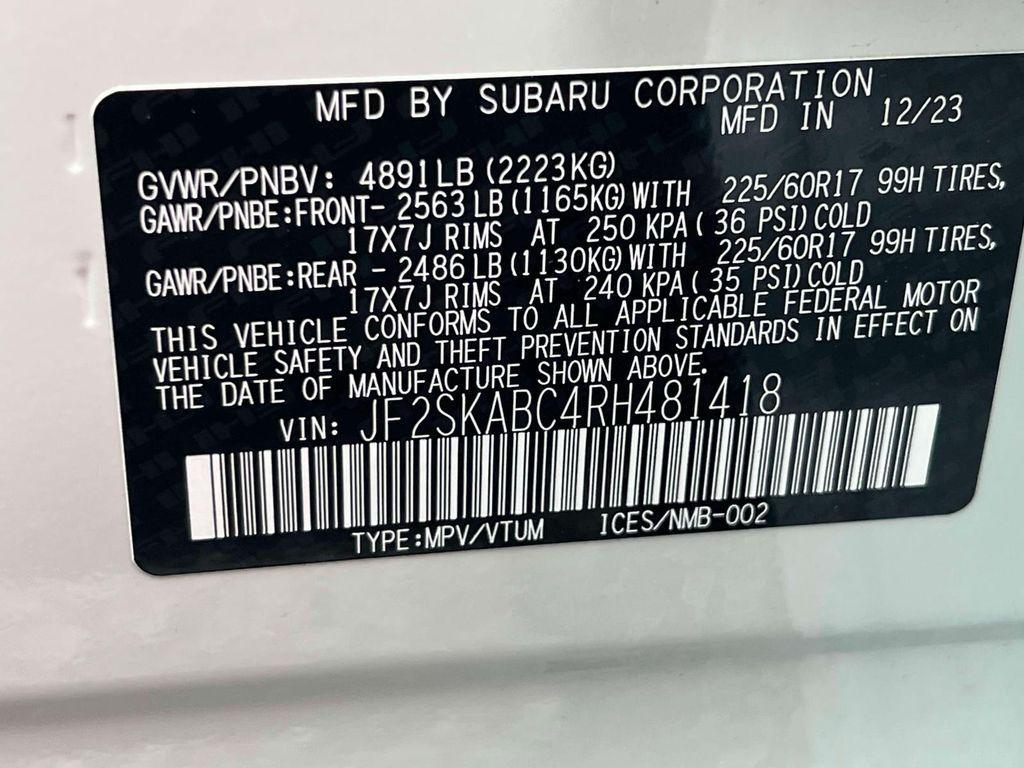 MFD BY SUBARU CORPORATION
MFD IN 12/23
GVWR/PNBV: 4891LB (2223KG)
GAWR/PNBE:FRONT- 2563 LB (1165KG) WITH 225/60R17 99H TIRES,
17X7J RIMS AT 250 KPA ( 36 PSI) COLD
GAWR/PNBE:REAR - 2486 LB (1130KG) WITH 225/60R17 99H TIRES,
17X7J RIMS AT 240 KPA ( 35 PSI) COLD
THIS VEHICLE CONFORMS TO ALL APPLICABLE FEDERAL MOTOR
VEHICLE SAFETY AND THEFT PREVENTION STANDARDS IN EFFECT ON
THE DATE OF MANUFACTURE SHOWN ABOVE.
VIN: JF2SKABC4RH481418
TYPE:MPV/VTUM ICES/NMB-002